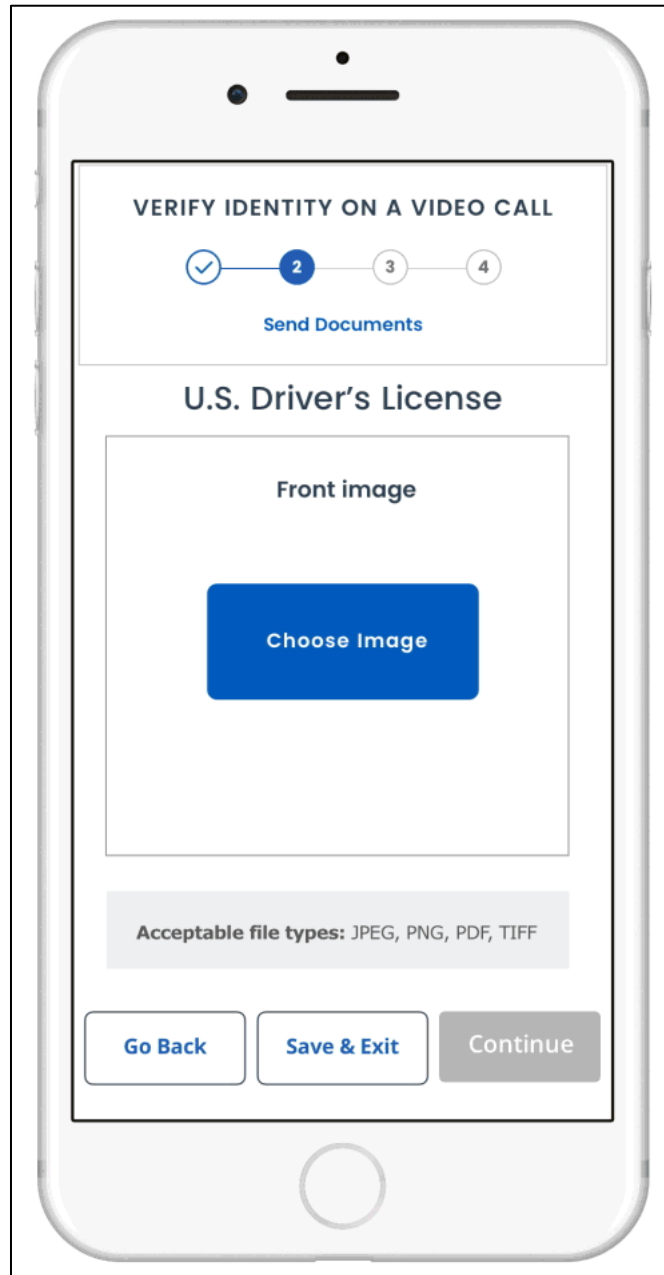 VERIFY IDENTITY ON A VIDEO CALL
2 3 4
Send Documents
U.S. Driver’s License
Front image
Choose Image
Acceptable file types: JPEG, PNG, PDF, TIFF
Go Back Save & Exit Continue